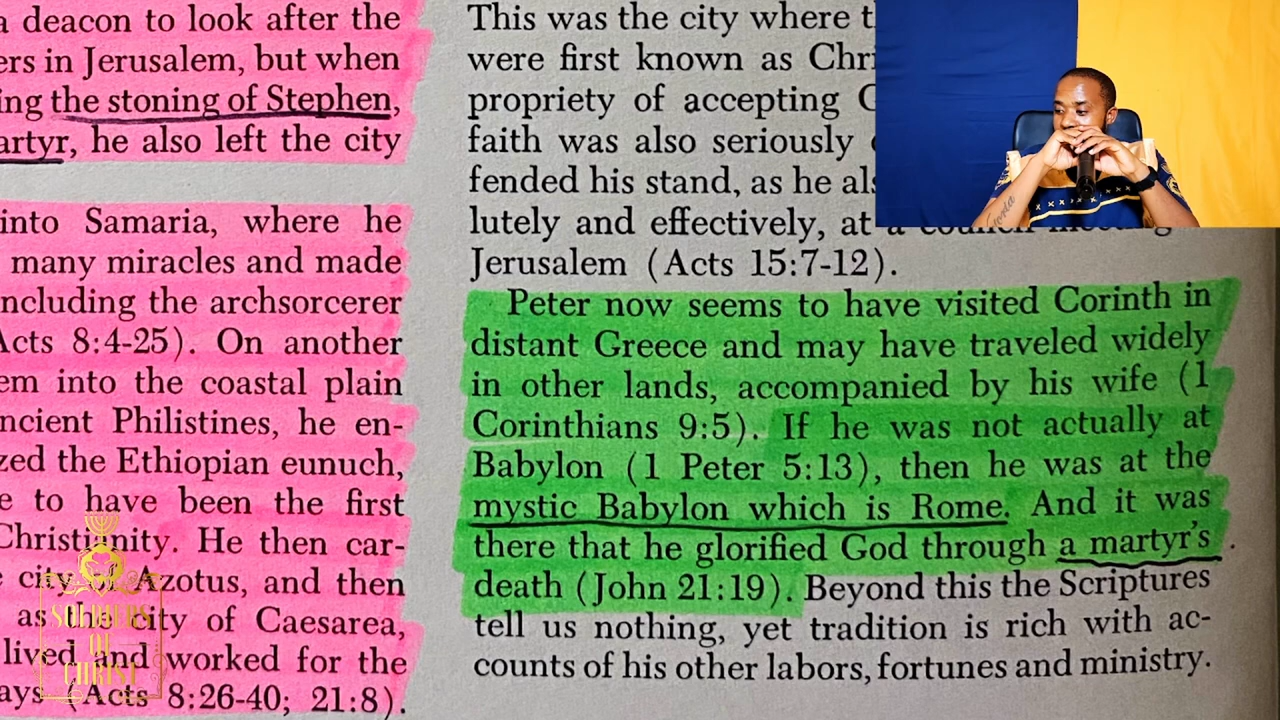 a deacon to look after the
ers in Jerusalem, but when
ing the stoning of Stephen,
artyr, he also left the city
into Samaria, where he
many miracles and made
ncluding the archsorcerer
Acts 8:4-25). On another
em into the coastal plain
ncient Philistines, he en-
zed the Ethiopian eunuch,
e to have been the first
Christianity. He then car-
e city of Azotus, and then
as the city of Caesarea,
lived and worked for the
ays (Acts 8:26-40; 21:8).
This was the city where t
were first known as Chri
propriety of accepting G
faith was also seriously
fended his stand, as he als
lutely and effectively, at a council meeting
Jerusalem (Acts 15:7-12).
Peter now seems to have visited Corinth in
distant Greece and may have traveled widely
in other lands, accompanied by his wife (1
Corinthians 9:5). If he was not actually at
Babylon (1 Peter 5:13), then he was at the
mystic Babylon which is Rome. And it was
there that he glorified God through a martyr's
death (John 21:19). Beyond this the Scriptures
tell us nothing, yet tradition is rich with ac-
counts of his other labors, fortunes and ministry.
SOLDIERS
OF
CHRIST